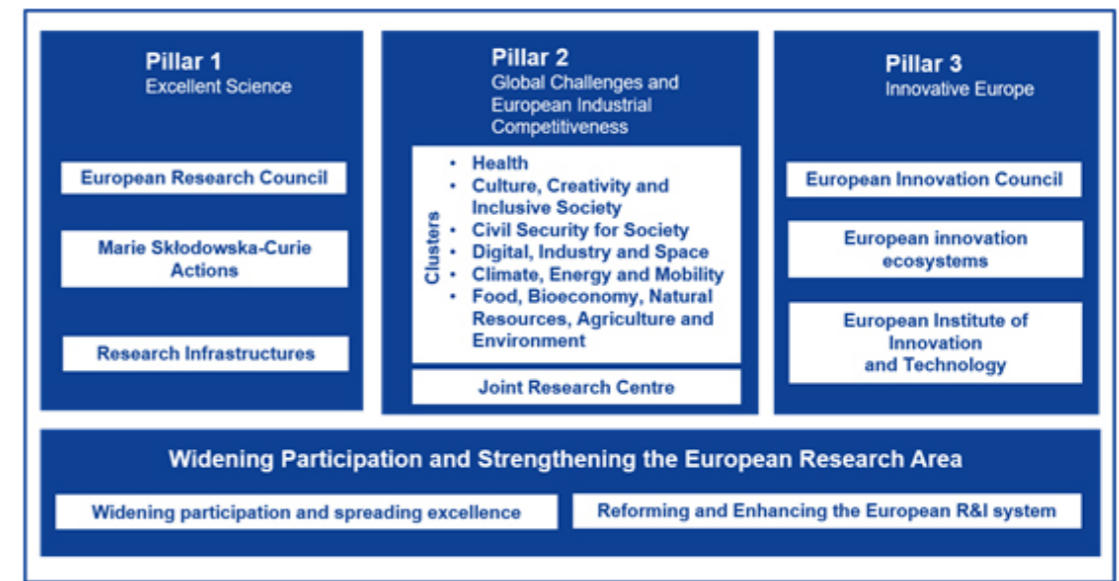 Pillar 1
Excellent Science
European Research Council
Marie Skłodowska-Curie
Actions
Research Infrastructures
Pillar 2
Global Challenges and
European Industrial
Competitiveness
Clusters
• Health
• Culture, Creativity and
Inclusive Society
• Civil Security for Society
• Digital, Industry and Space
• Climate, Energy and Mobility
• Food, Bioeconomy, Natural
Resources, Agriculture and
Environment
Joint Research Centre
Pillar 3
Innovative Europe
European Innovation Council
European innovation
ecosystems
European Institute of
Innovation
and Technology
Widening Participation and Strengthening the European Research Area
Widening participation and spreading excellence
Reforming and Enhancing the European R&I system